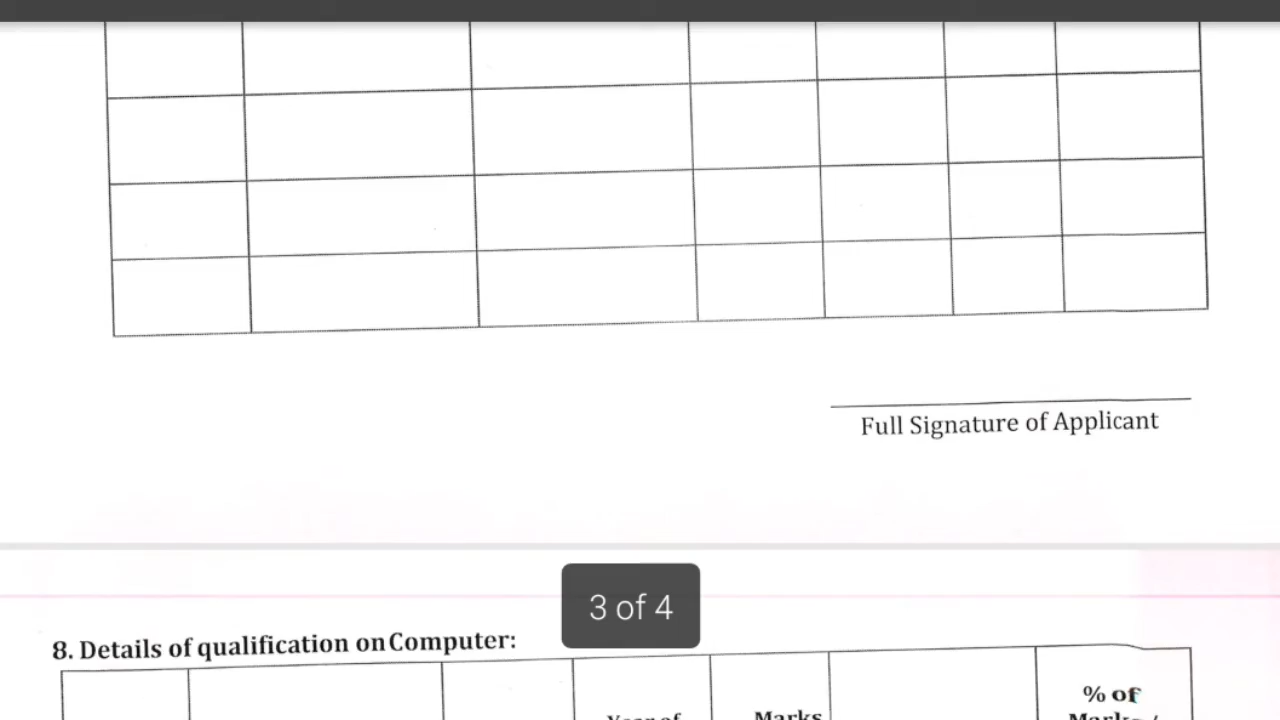 Full Signature of Applicant
3 of 4
8. Details of qualification on Computer:
% of
Year of
Marks
Marks /